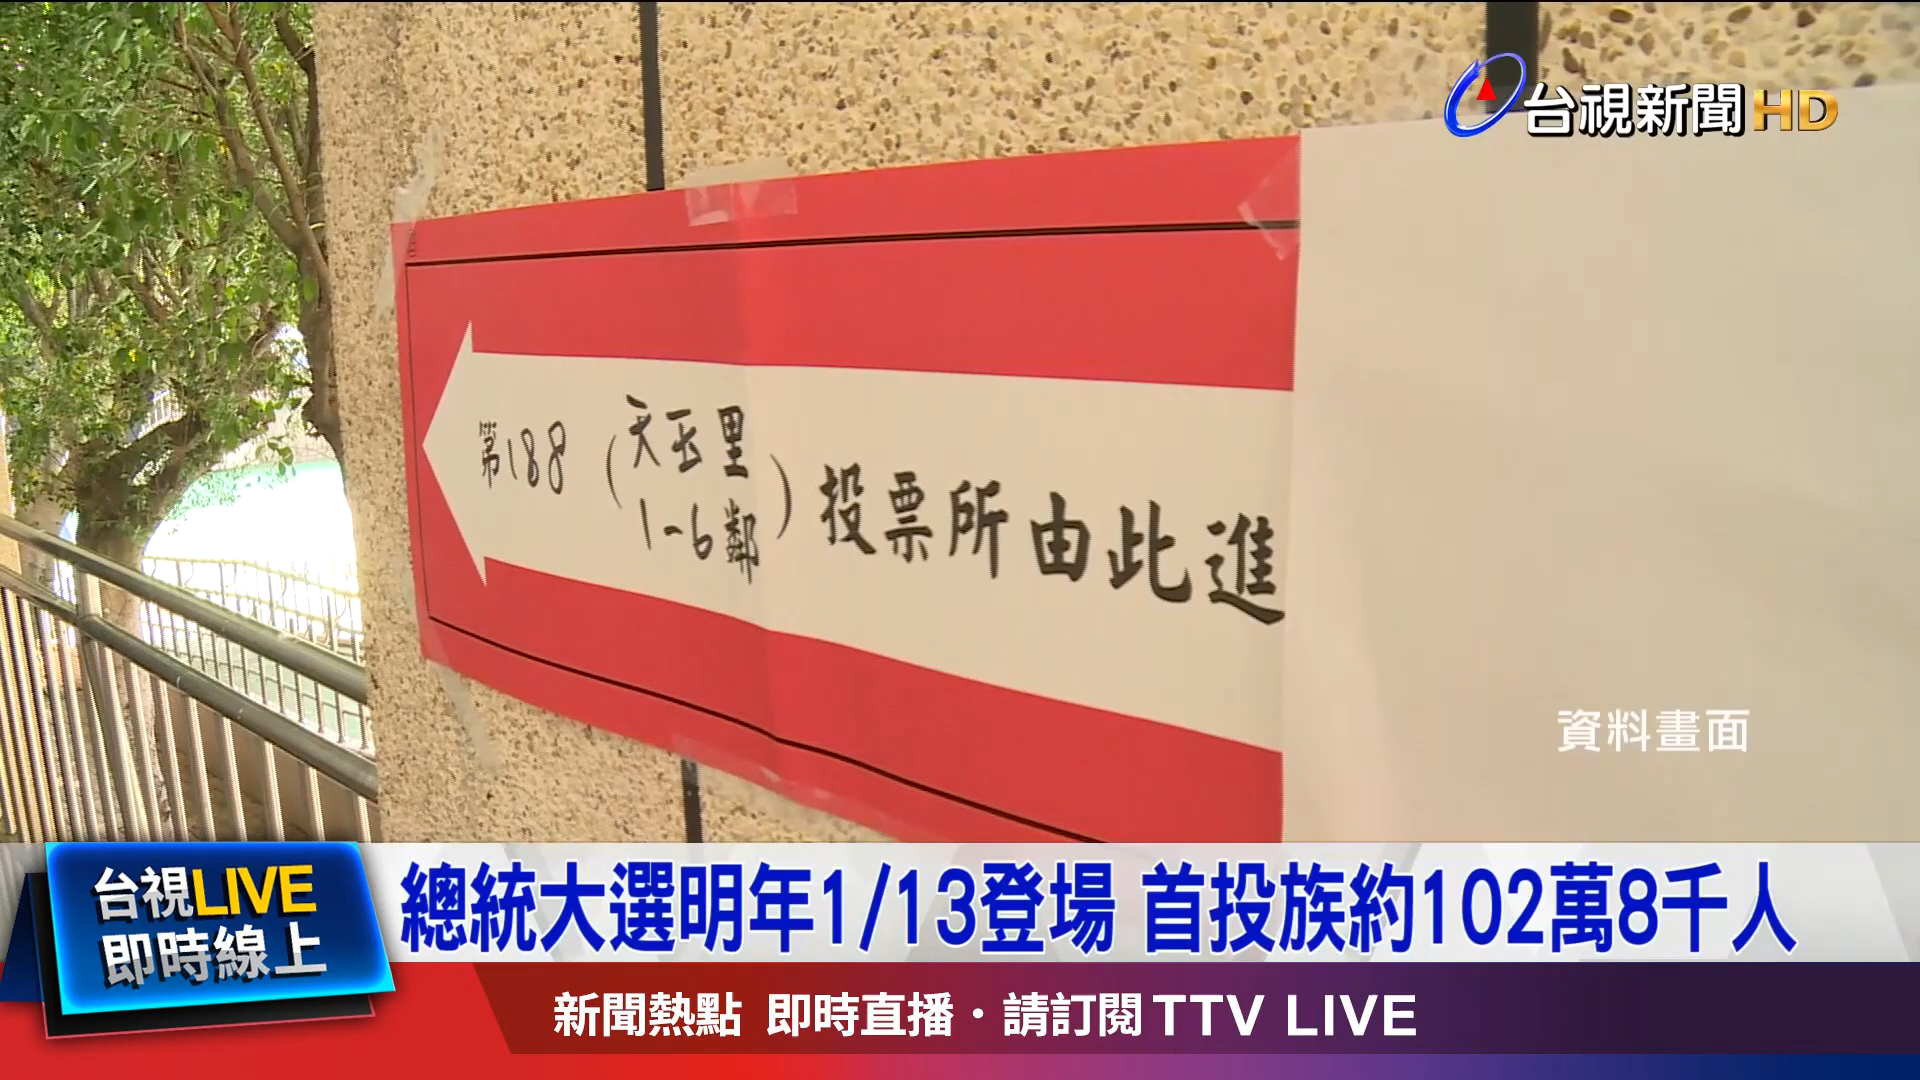 台視新聞HD
第188(天玉里
1-6鄰)投票所由此進
資料畫面
台視LIVE
即時線上
總統大選明年1/13登場 首投族約102萬8千人
新聞熱點 即時直播·請訂閱TTV LIVE